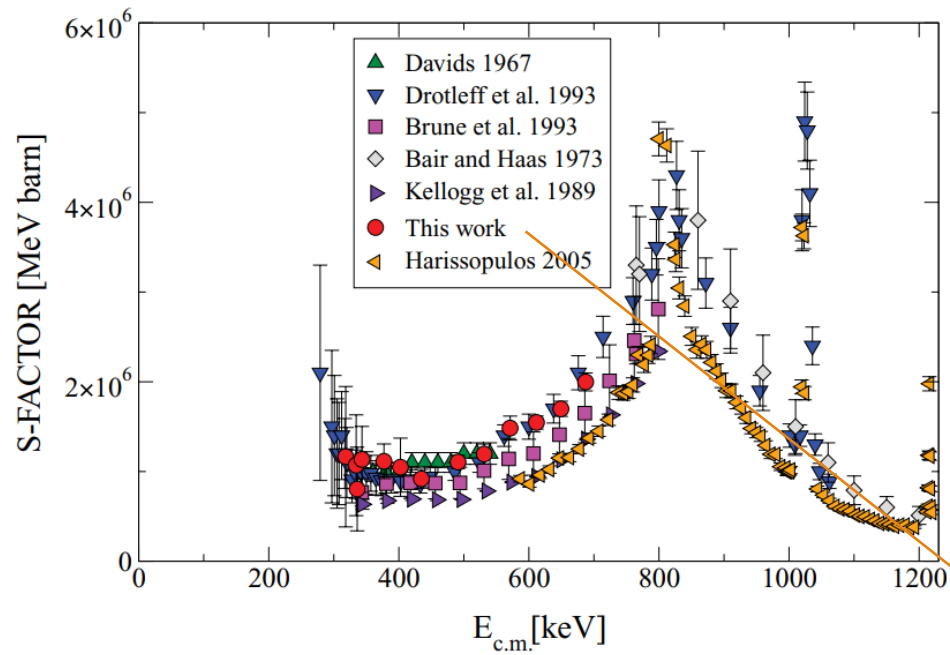 6×10⁶
4×10⁶
2×10⁶
0
S-FACTOR [MeV barn]
Davids 1967
Drotleff et al. 1993
Brune et al. 1993
Bair and Haas 1973
Kellogg et al. 1989
This work
Harissopulos 2005
0 200 400 600 800 1000 1200
E_c.m.[keV]